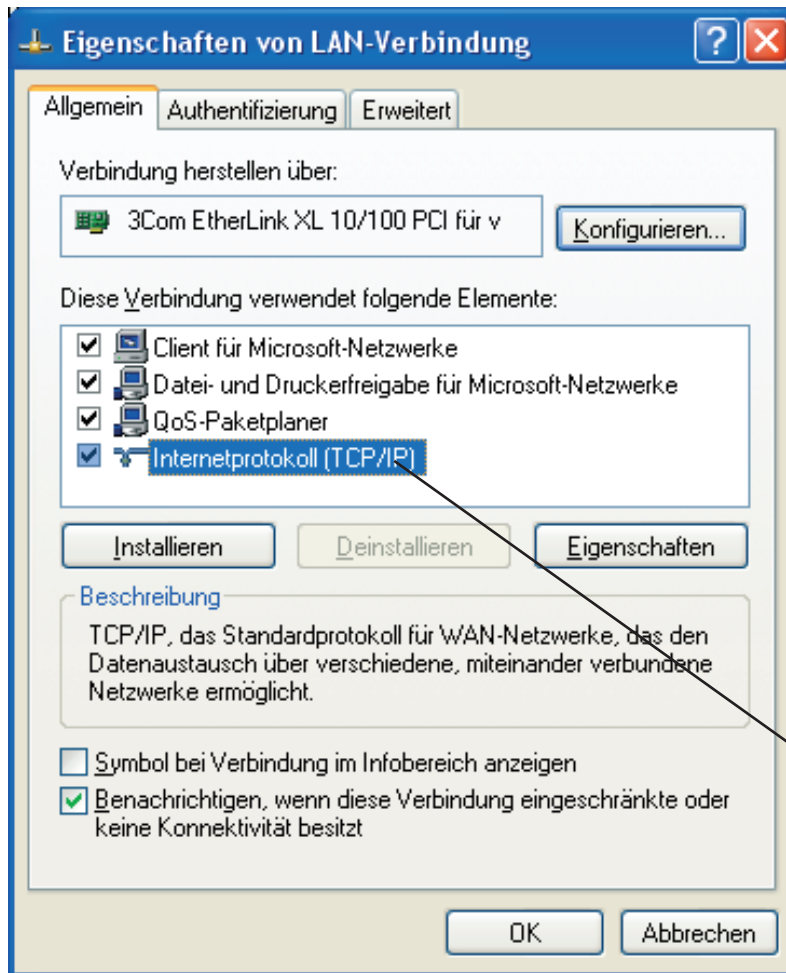 Eigenschaften von LAN-Verbindung
Allgemein
Authentifizierung
Erweitert
Verbindung herstellen über:
3Com EtherLink XL 10/100 PCI für v
Konfigurieren...
Diese Verbindung verwendet folgende Elemente:
Client für Microsoft-Netzwerke
Datei- und Druckerfreigabe für Microsoft-Netzwerke
QoS-Paketplaner
Internetprotokoll (TCP/IP)
Installieren
Deinstallieren
Eigenschaften
Beschreibung
TCP/IP, das Standardprotokoll für WAN-Netzwerke, das den
Datenaustausch über verschiedene, miteinander verbundene
Netzwerke ermöglicht.
Symbol bei Verbindung im Infobereich anzeigen
Benachrichtigen, wenn diese Verbindung eingeschränkte oder
keine Konnektivität besitzt
OK
Abbrechen